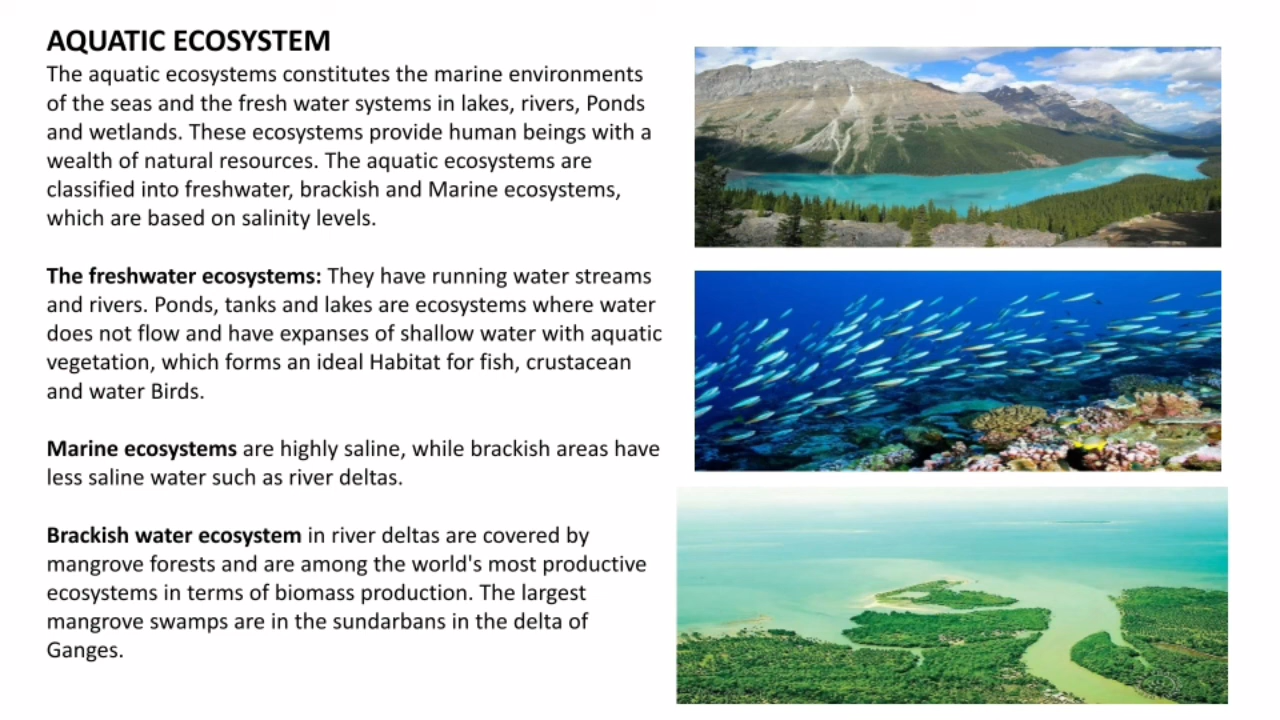 AQUATIC ECOSYSTEM
The aquatic ecosystems constitutes the marine environments
of the seas and the fresh water systems in lakes, rivers, Ponds
and wetlands. These ecosystems provide human beings with a
wealth of natural resources. The aquatic ecosystems are
classified into freshwater, brackish and Marine ecosystems,
which are based on salinity levels.
The freshwater ecosystems: They have running water streams
and rivers. Ponds, tanks and lakes are ecosystems where water
does not flow and have expanses of shallow water with aquatic
vegetation, which forms an ideal Habitat for fish, crustacean
and water Birds.
Marine ecosystems are highly saline, while brackish areas have
less saline water such as river deltas.
Brackish water ecosystem in river deltas are covered by
mangrove forests and are among the world's most productive
ecosystems in terms of biomass production. The largest
mangrove swamps are in the sundarbans in the delta of
Ganges.